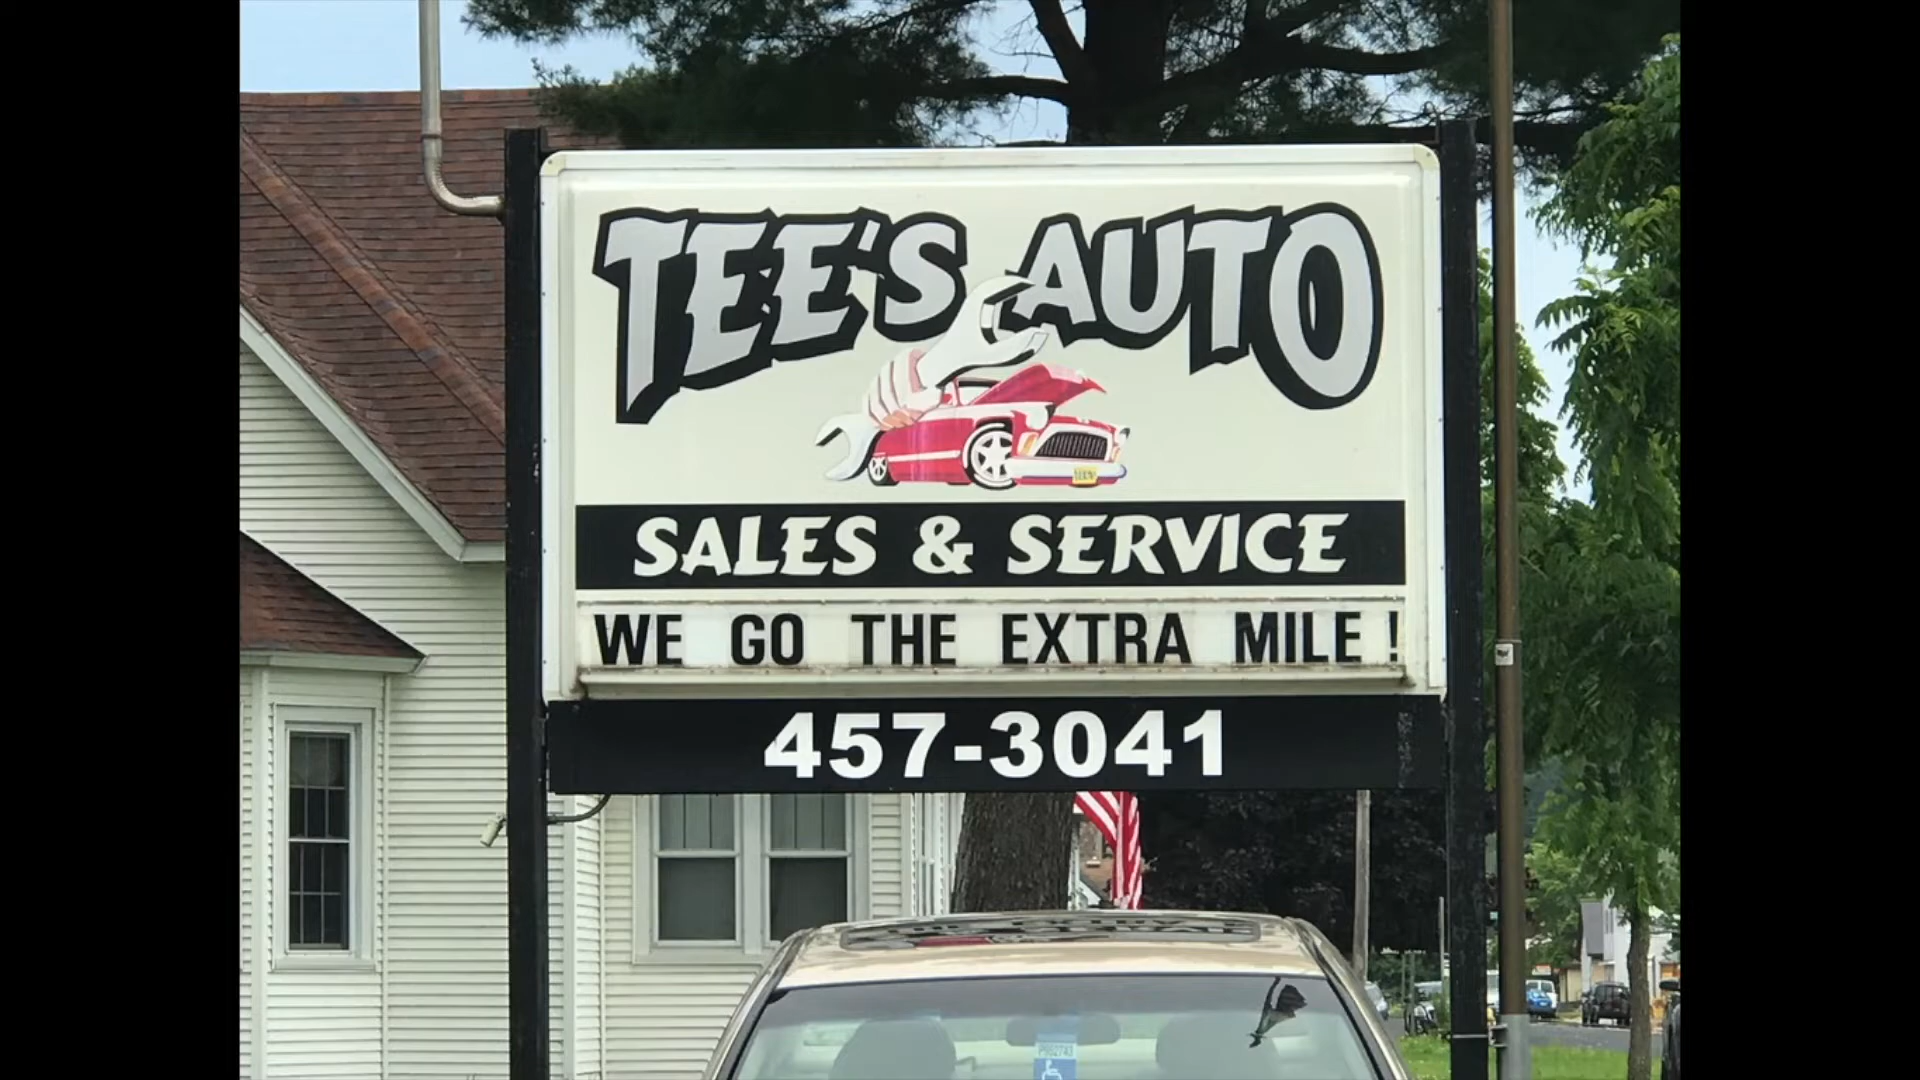 TEE'S AUTO
SALES & SERVICE
WE GO THE EXTRA MILE !
457-3041